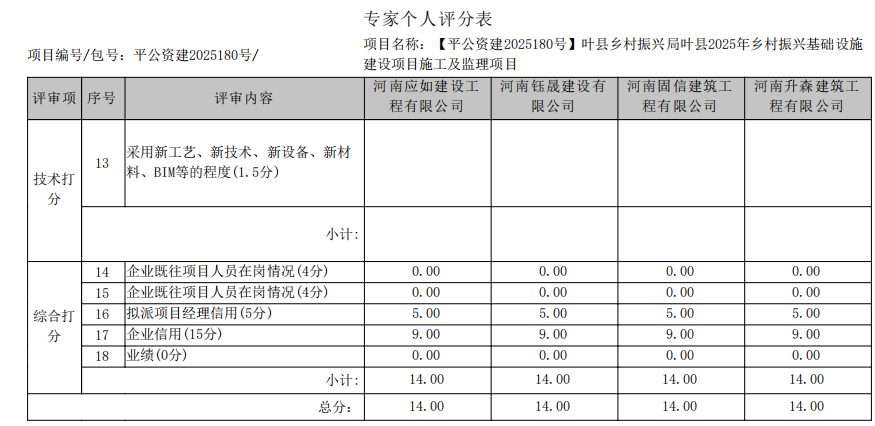 专家个人评分表
项目编号/包号: 平公资建2025180号/
项目名称: 【平公资建2025180号】叶县乡村振兴局叶县2025年乡村振兴基础设施
建设项目施工及监理项目
评审项 序号 评审内容 河南应如建设工 河南钰晟建设有 河南固信建筑工 河南升森建筑工
程有限公司 限公司 程有限公司 程有限公司
技术打
分
13 采用新工艺、新技术、新设备、新材
料、BIM等的程度(1.5分)
小计:
综合打
分
14 企业既往项目人员在岗情况(4分) 0.00 0.00 0.00 0.00
15 企业既往项目人员在岗情况(4分) 0.00 0.00 0.00 0.00
16 拟派项目经理信用(5分) 5.00 5.00 5.00 5.00
17 企业信用(15分) 9.00 9.00 9.00 9.00
18 业绩(0分) 0.00 0.00 0.00 0.00
小计: 14.00 14.00 14.00 14.00
总分: 14.00 14.00 14.00 14.00